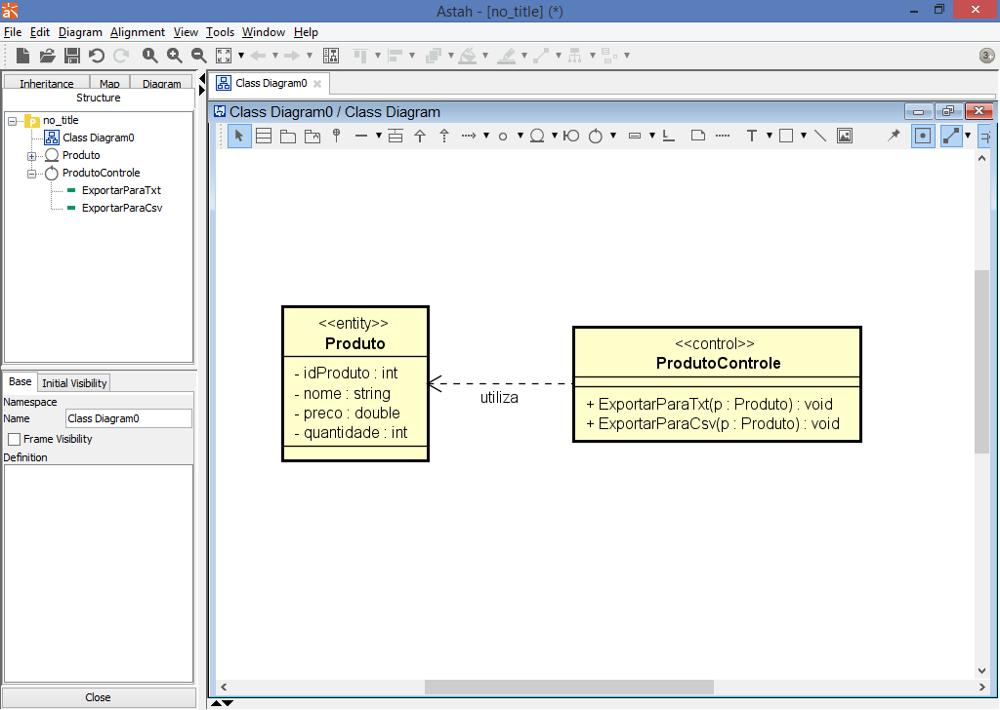 Astah - [no_title] (*)
File Edit Diagram Alignment View Tools Window Help
3+
Inheritance Map Diagram
Structure
no_title
Class Diagram0
Produto
ProdutoControle
ExportarParaTxt
ExportarParaCsv
Base Initial Visibility
Namespace
Name Class Diagram0
Frame Visibility
Definition
Close
Class Diagram0
Class Diagram0 / Class Diagram
<<entity>>
Produto
- idProduto : int
- nome : string
- preco : double
- quantidade : int
utiliza
<<control>>
ProdutoControle
+ ExportarParaTxt(p : Produto) : void
+ ExportarParaCsv(p : Produto) : void